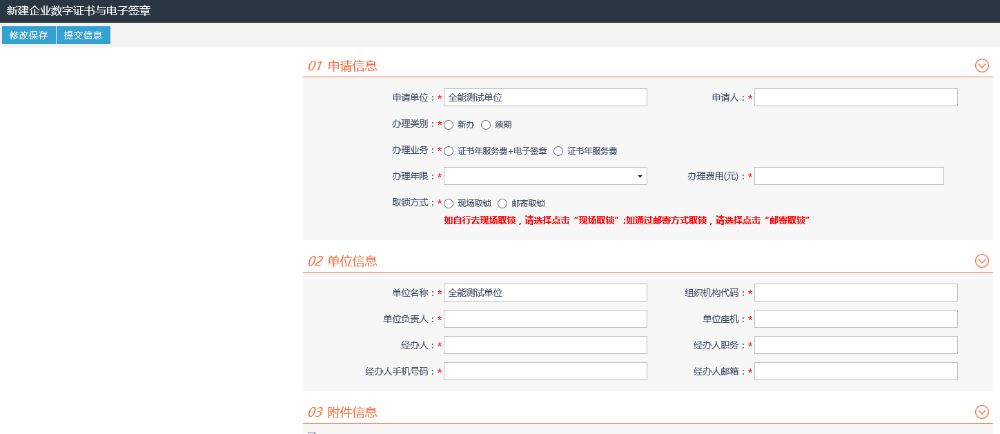 新建企业数字证书与电子签章
修改保存 提交信息
01 申请信息
申请单位：* 全能测试单位 申请人：*
办理类别：* 新办 续期
办理业务：* 证书年服务费+电子签章 证书年服务费
办理年限：* 办理费用(元)：*
取锁方式：* 现场取锁 邮寄取锁
如自行去现场取锁，请选择点击“现场取锁”;如通过邮寄方式取锁，请选择点击“邮寄取锁”
02 单位信息
单位名称：* 全能测试单位 组织机构代码：*
单位负责人：* 单位座机：*
经办人：* 经办人职务：*
经办人手机号码：* 经办人邮箱：*
03 附件信息